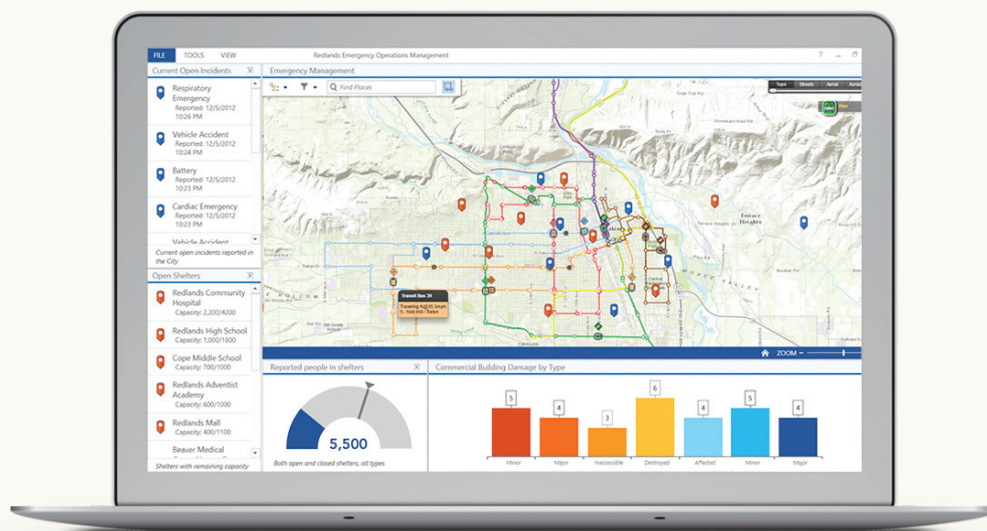 FILE TOOLS VIEW Redlands Emergency Operations Management
Current Open Incidents
Respiratory
Emergency
Reported: 12/5/2012
10:26 PM
Vehicle Accident
Reported: 12/5/2012
10:24 PM
Battery
Reported: 12/5/2012
10:23 PM
Cardiac Emergency
Reported: 12/5/2012
10:23 PM
Vehicle Accident
Current open incidents reported in
the City
Open Shelters
Redlands Community
Hospital
Capacity: 2,200/4200
Redlands High School
Capacity: 1,000/1800
Cope Middle School
Capacity: 700/1000
Redlands Adventist
Academy
Capacity: 600/1000
Redlands Mall
Capacity: 400/1100
Beaver Medical
Shelters with remaining capacity
Emergency Management
Find Places
Topo Streets Aerial
Terrace
Heights
Transit Bus 39
Traveling N@35.3mph
ZOOM
Reported people in shelters
5,500
Both open and closed shelters, all types
Commercial Building Damage by Type
5 4 3 6 4 5 4
Minor Major Inaccessible Destroyed Affected Minor Major